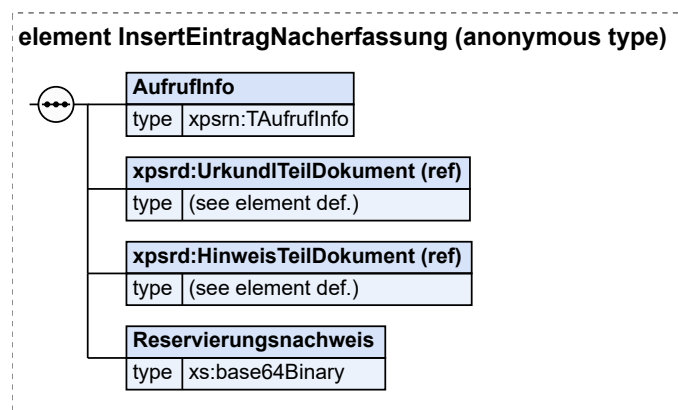 element InsertEintragNacherfassung (anonymous type)
AufrufInfo
type xpsrn:TAufrufInfo
xpsrd:UrkundlTeilDokument (ref)
type (see element def.)
xpsrd:HinweisTeilDokument (ref)
type (see element def.)
Reservierungsnachweis
type xs:base64Binary